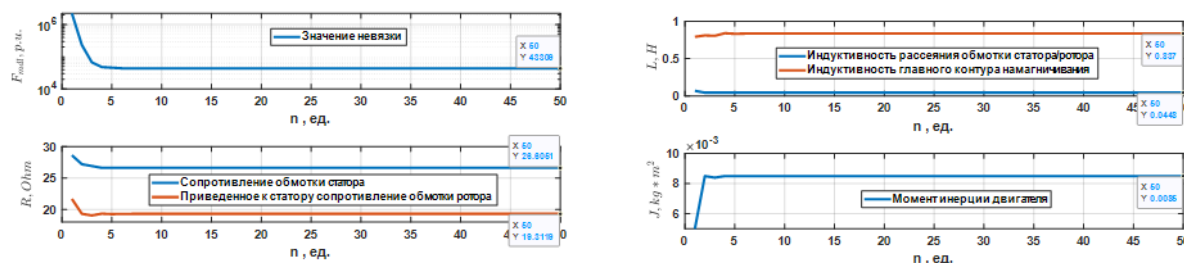 10^6
10^4
F_null, p.u.
Значение невязки
X 50
Y 43309
0 5 10 15 20 25 30 35 40 45 50
n , ед.
30
25
20
R, Ohm
X 50
Y 26.6051
Сопротивление обмотки статора
Приведенное к статору сопротивление обмотки ротора
X 50
Y 19.3119
0 5 10 15 20 25 30 35 40 45 50
n , ед.
1
0.5
0
L, H
X 50
Y 0.837
Индуктивность рассеяния обмотки статора/ротора
Индуктивность главного контура намагничивания
X 50
Y 0.0448
0 5 10 15 20 25 30 35 40 45 50
n , ед.
×10^-3
10
8
6
J, kg * m^2
X 50
Y 0.0085
Момент инерции двигателя
0 5 10 15 20 25 30 35 40 45 50
n , ед.